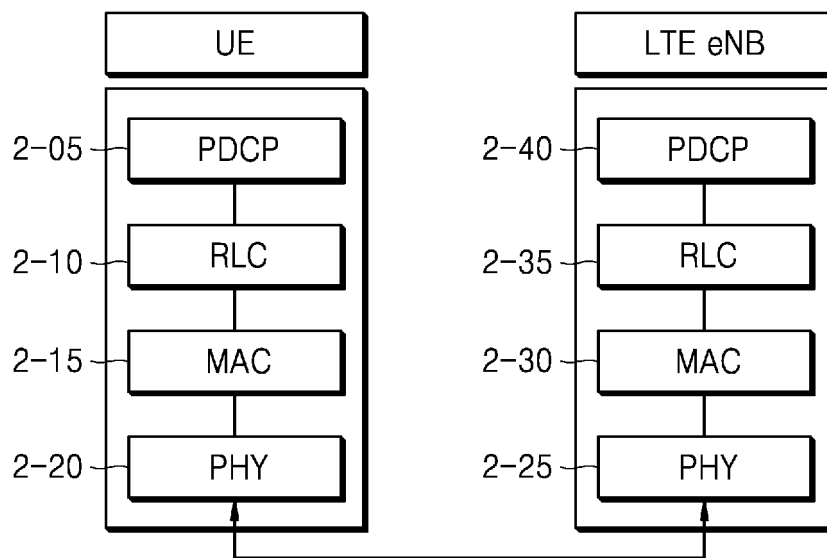 UE
LTE eNB
2-05
PDCP
2-40
PDCP
2-10
RLC
2-35
RLC
2-15
MAC
2-30
MAC
2-20
PHY
2-25
PHY